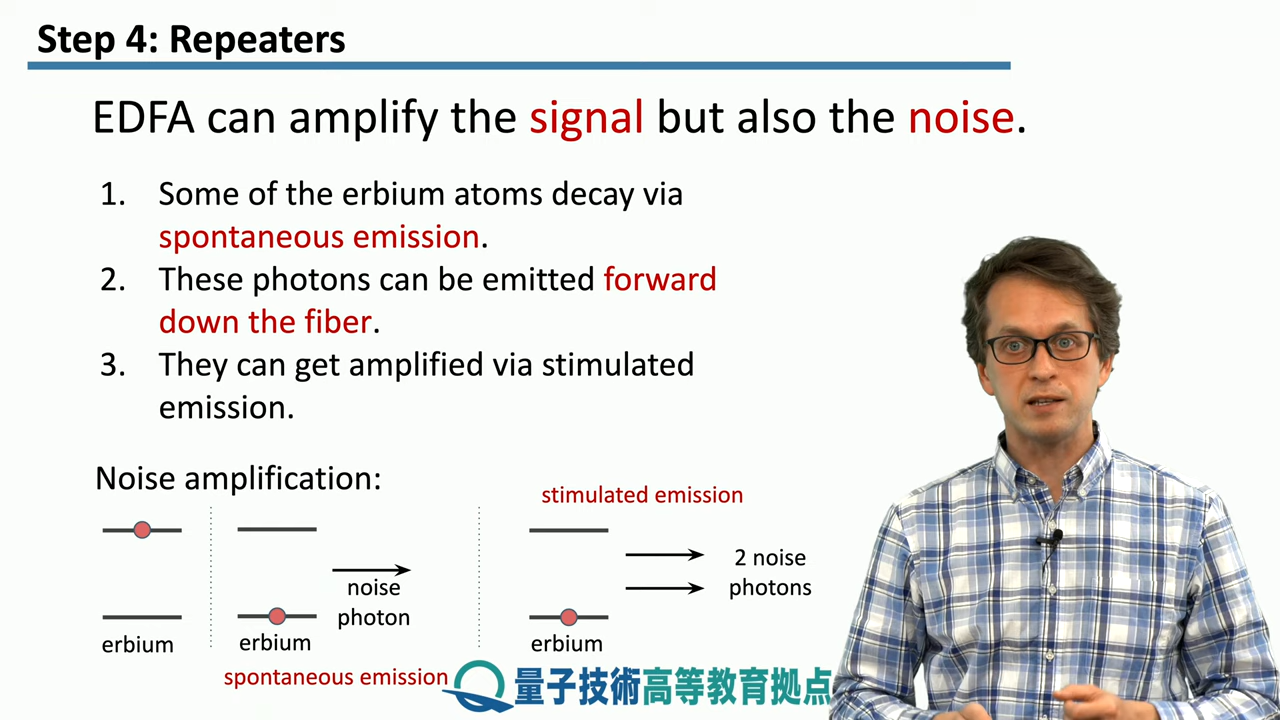 Step 4: Repeaters
EDFA can amplify the signal but also the noise.
1. Some of the erbium atoms decay via
spontaneous emission.
2. These photons can be emitted forward
down the fiber.
3. They can get amplified via stimulated
emission.
Noise amplification:
stimulated emission
noise
photon
2 noise
photons
erbium
erbium
erbium
spontaneous emission
量子技術高等教育拠点